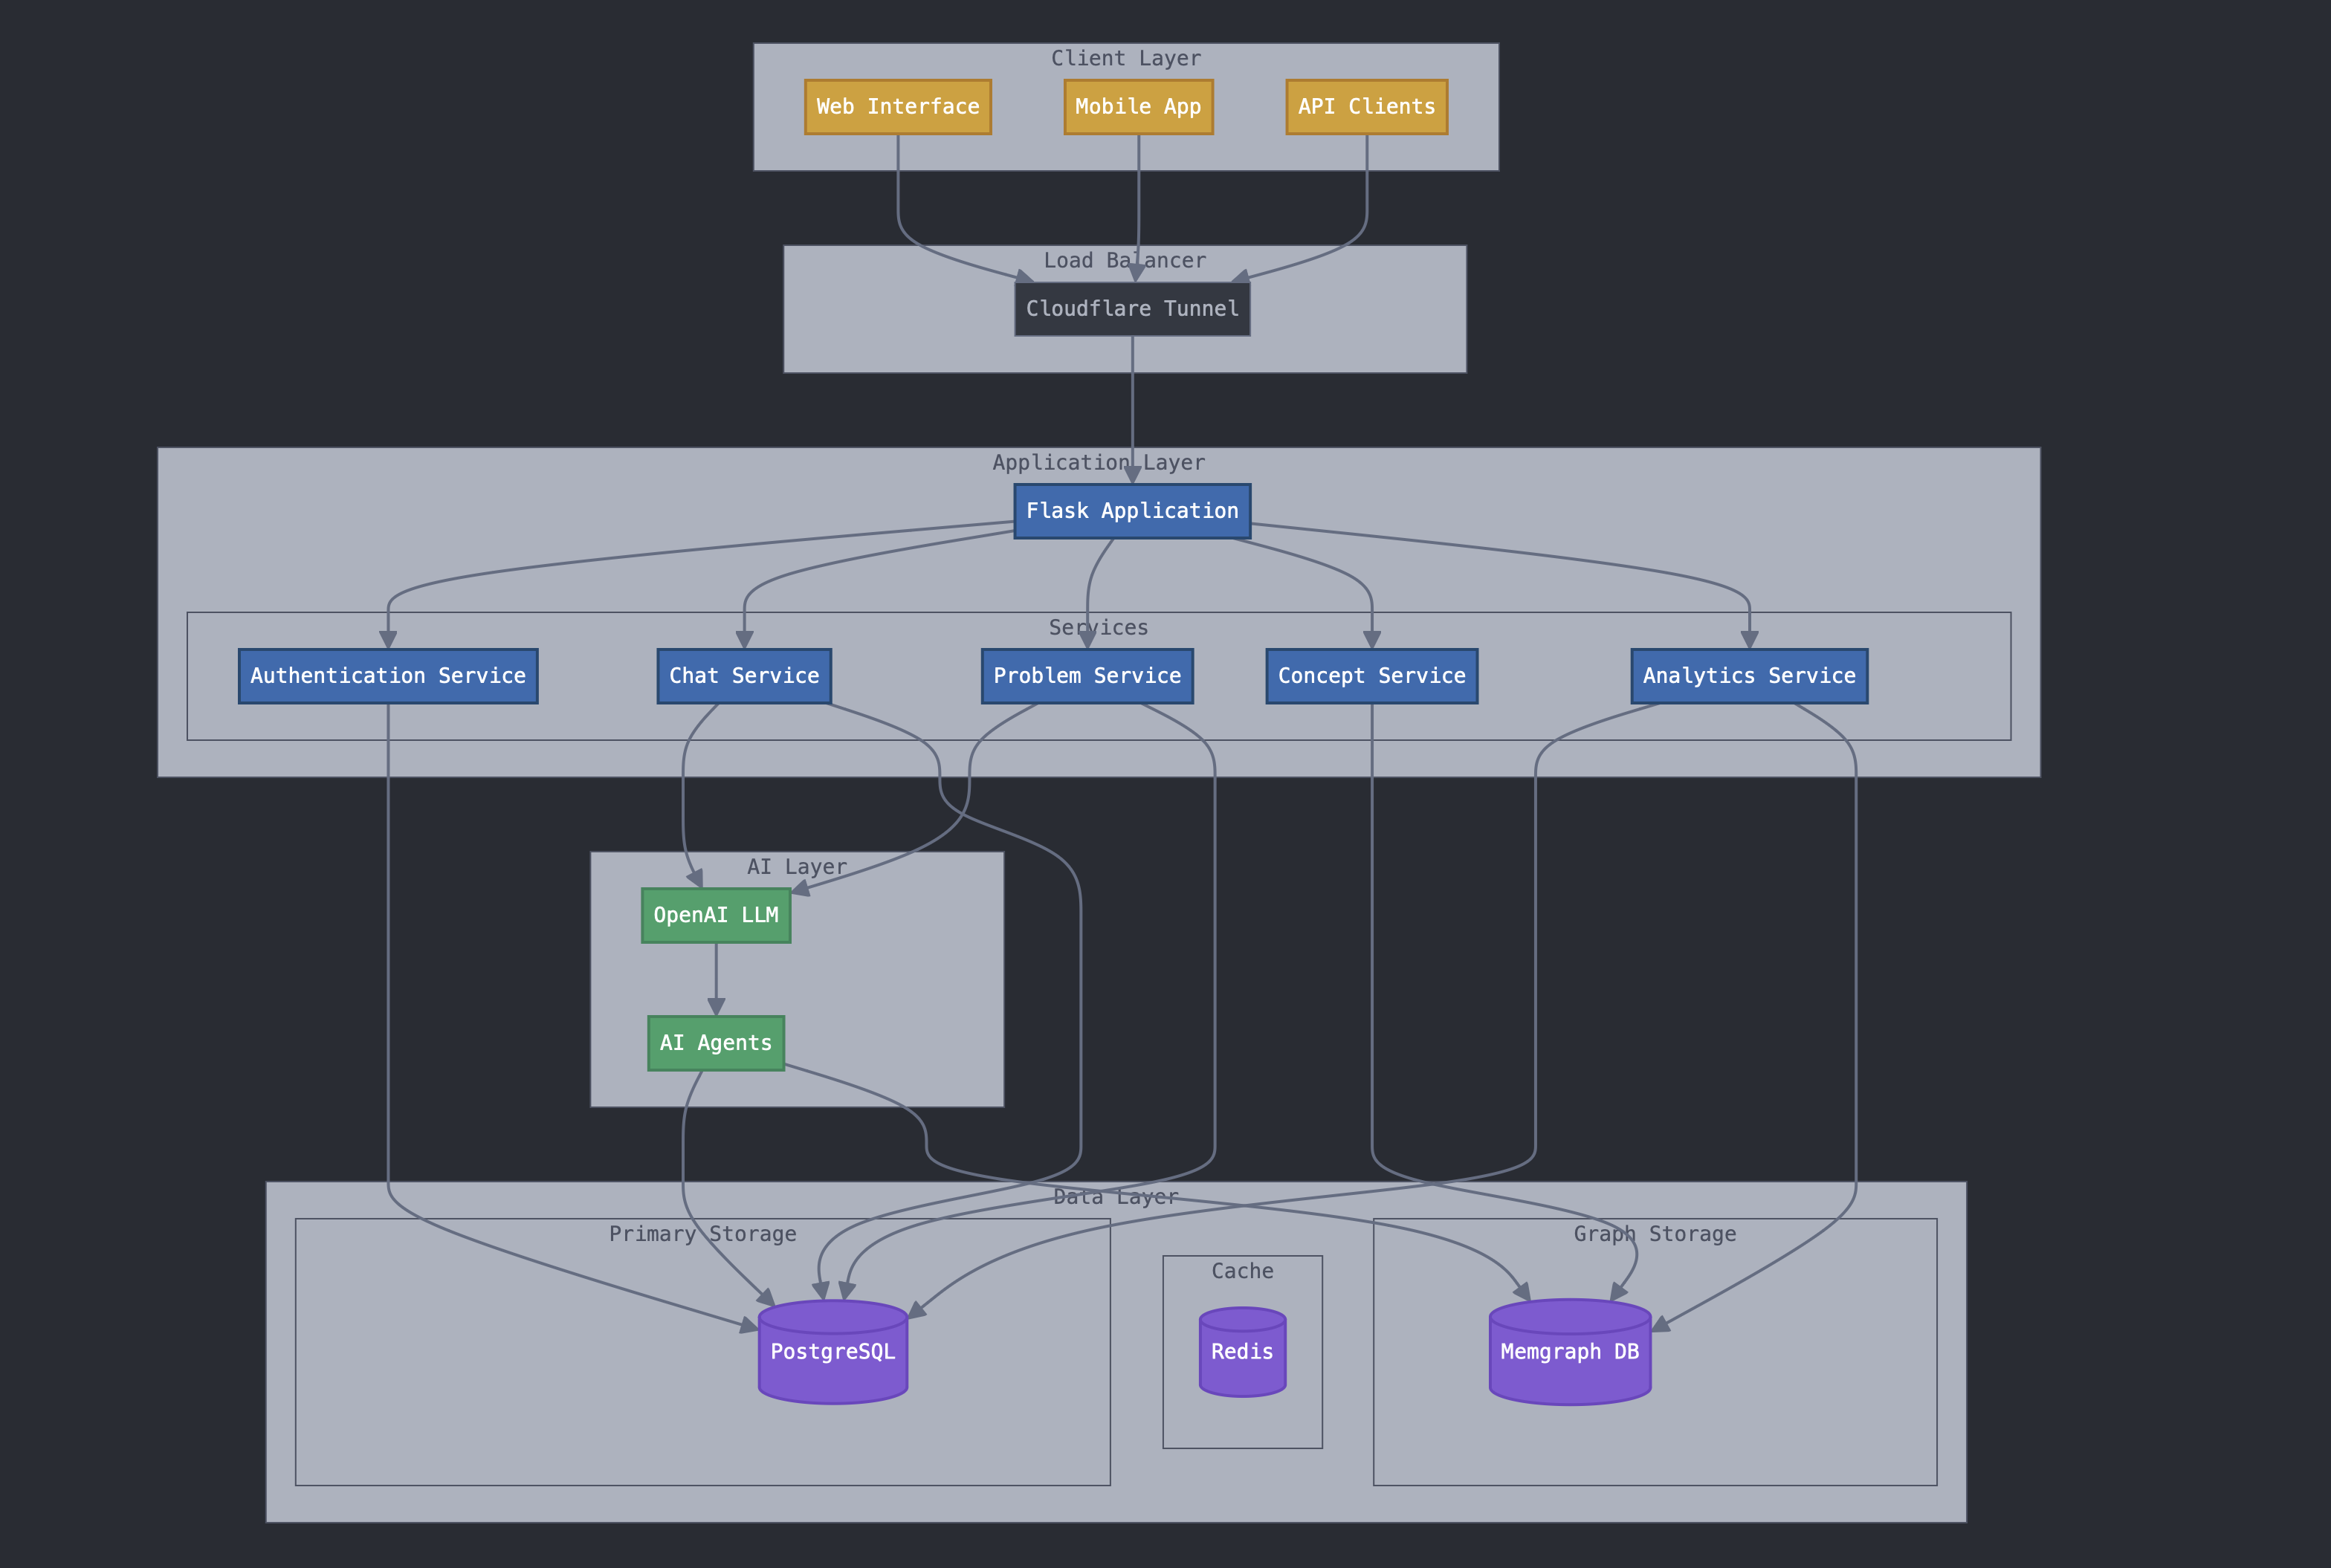 Client Layer
Web Interface
Mobile App
API Clients
Load Balancer
Cloudflare Tunnel
Application Layer
Flask Application
Services
Authentication Service
Chat Service
Problem Service
Concept Service
Analytics Service
AI Layer
OpenAI LLM
AI Agents
Data Layer
Primary Storage
PostgreSQL
Cache
Redis
Graph Storage
Memgraph DB